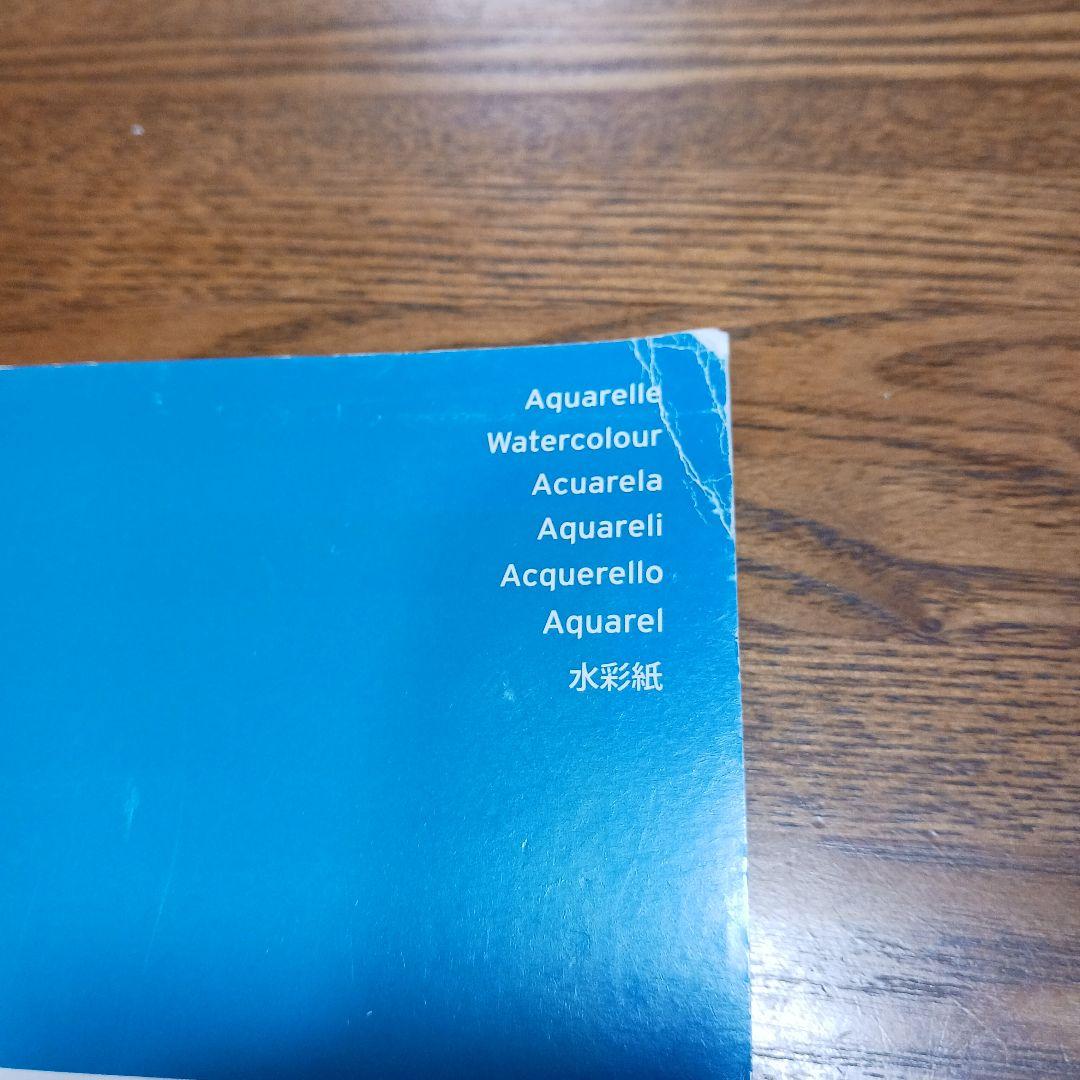 Aquarelle
Watercolour
Acuarela
Aquareli
Acquerello
Aquarel
水彩紙